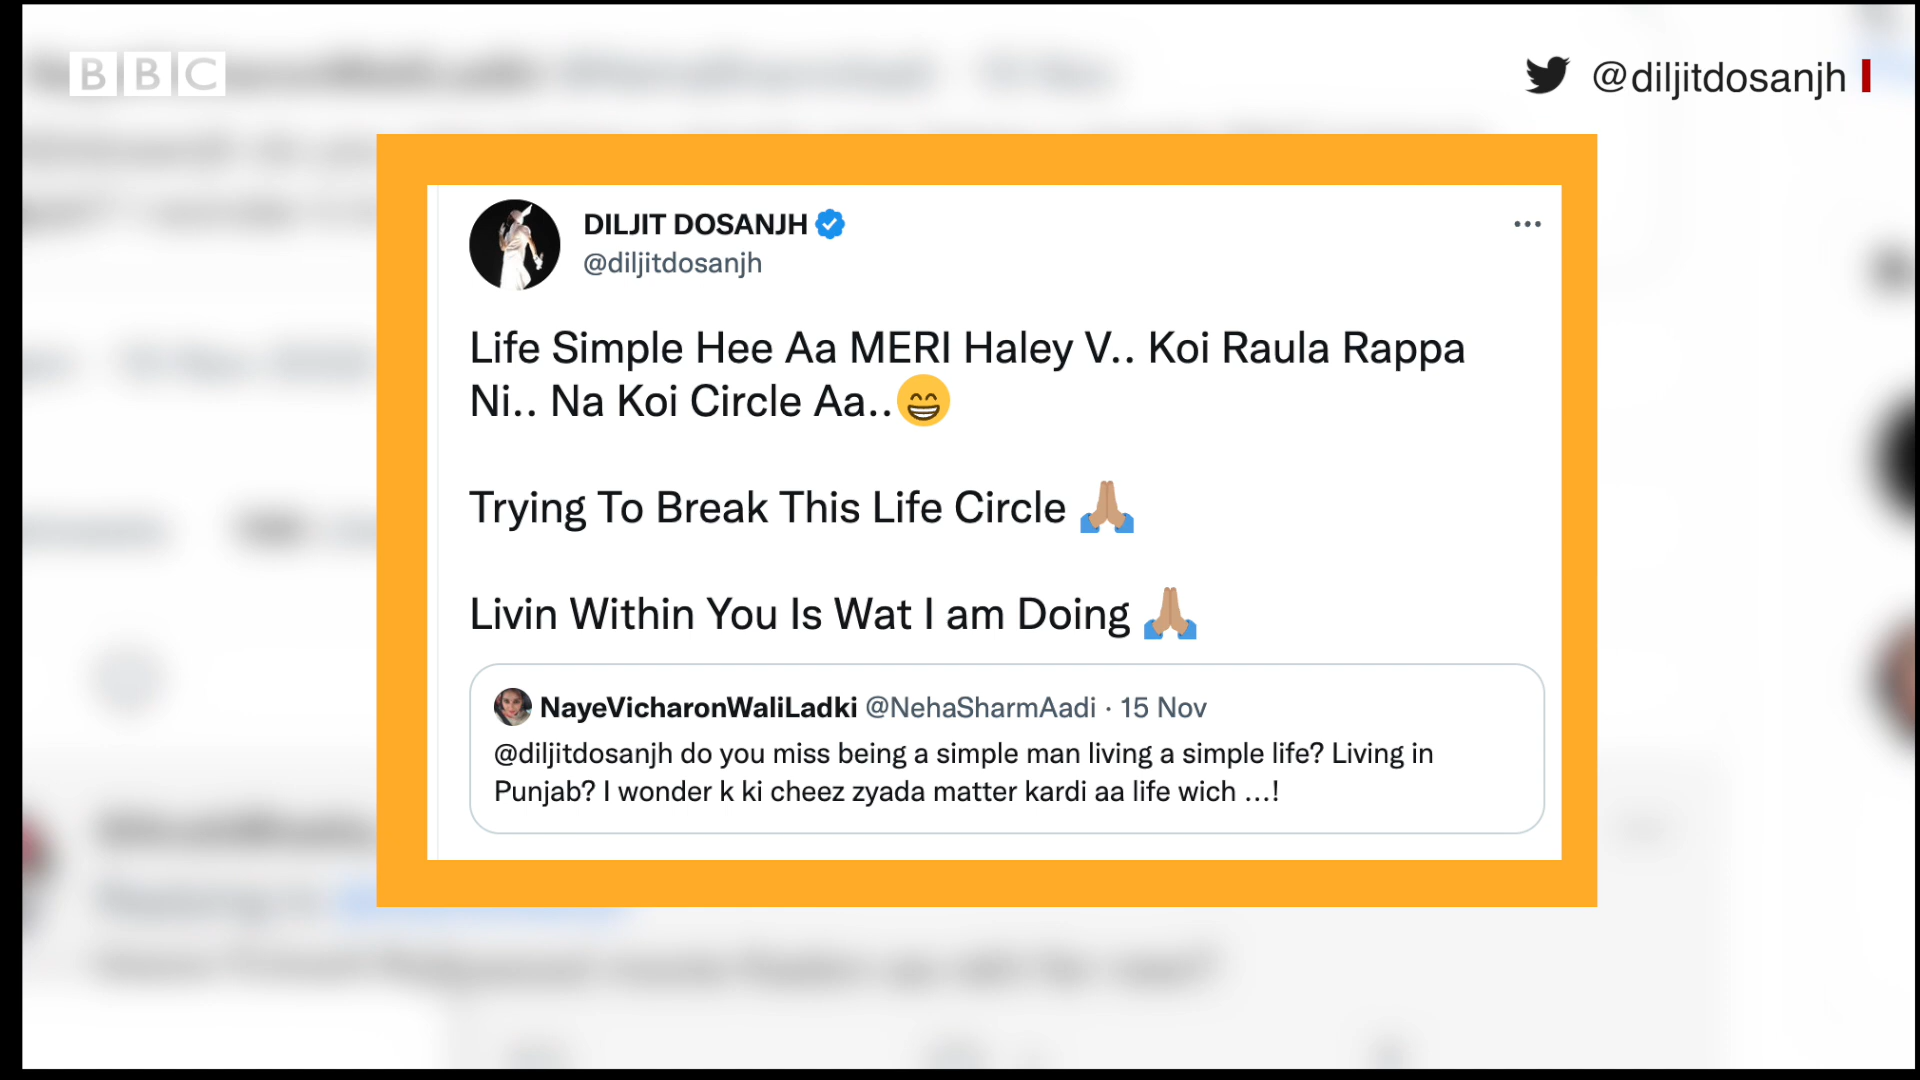 BBC
@diljitdosanjh
DILJIT DOSANJH
@diljitdosanjh
Life Simple Hee Aa MERI Haley V.. Koi Raula Rappa
Ni.. Na Koi Circle Aa..😁
Trying To Break This Life Circle 🙏🏽
Livin Within You Is Wat I am Doing 🙏🏽
NayeVicharonWaliLadki @NehaSharmAadi · 15 Nov
@diljitdosanjh do you miss being a simple man living a simple life? Living in
Punjab? I wonder k ki cheez zyada matter kardi aa life wich ...!